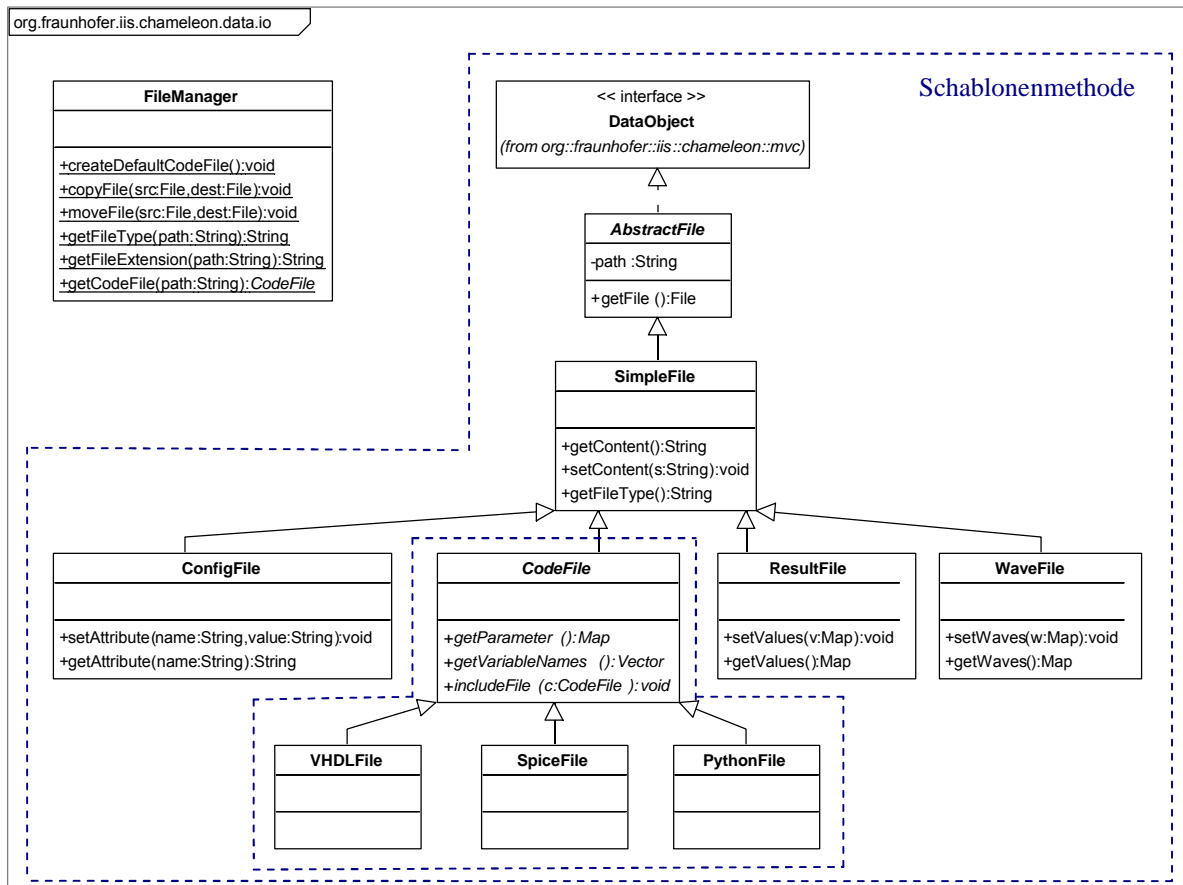 org.fraunhofer.iis.chameleon.data.io
Schablonenmethode
FileManager
+createDefaultCodeFile():void
+copyFile(src:File,dest:File):void
+moveFile(src:File,dest:File):void
+getFileType(path:String):String
+getFileExtension(path:String):String
+getCodeFile(path:String):CodeFile
<< interface >>
DataObject
(from org::fraunhofer::iis::chameleon::mvc)
AbstractFile
-path :String
+getFile ():File
SimpleFile
+getContent():String
+setContent(s:String):void
+getFileType():String
ConfigFile
+setAttribute(name:String,value:String):void
+getAttribute(name:String):String
CodeFile
+getParameter ():Map
+getVariableNames ():Vector
+includeFile (c:CodeFile ):void
ResultFile
+setValues(v:Map):void
+getValues():Map
WaveFile
+setWaves(w:Map):void
+getWaves():Map
VHDLFile
SpiceFile
PythonFile